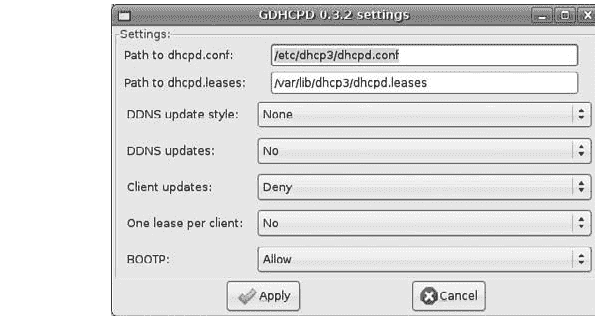 GDHCPD 0.3.2 settings
Settings:
Path to dhcpd.conf: /etc/dhcp3/dhcpd.conf
Path to dhcpd.leases: /var/lib/dhcp3/dhcpd.leases
DDNS update style: None
DDNS updates: No
Client updates: Deny
One lease per client: No
BOOTP: Allow
Apply Cancel